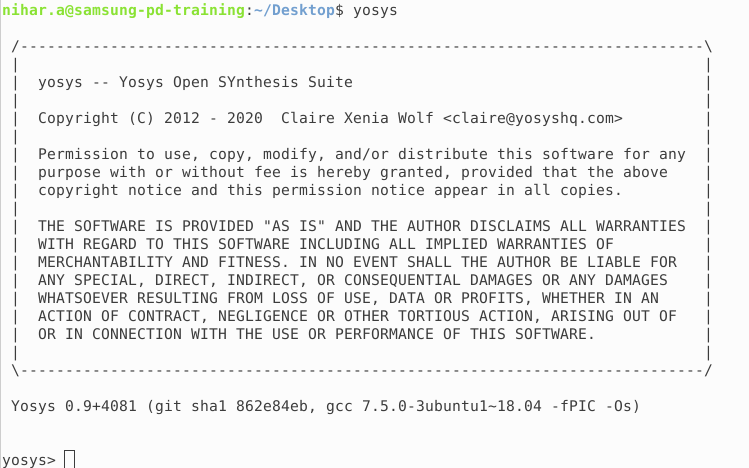 nihar.a@samsung-pd-training:~/Desktop$ yosys
/----------------------------------------------------------------------------\
|                                                                            |
|  yosys -- Yosys Open SYnthesis Suite                                       |
|                                                                            |
|  Copyright (C) 2012 - 2020  Claire Xenia Wolf <claire@yosyshq.com>         |
|                                                                            |
|  Permission to use, copy, modify, and/or distribute this software for any  |
|  purpose with or without fee is hereby granted, provided that the above    |
|  copyright notice and this permission notice appear in all copies.         |
|                                                                            |
|  THE SOFTWARE IS PROVIDED "AS IS" AND THE AUTHOR DISCLAIMS ALL WARRANTIES  |
|  WITH REGARD TO THIS SOFTWARE INCLUDING ALL IMPLIED WARRANTIES OF          |
|  MERCHANTABILITY AND FITNESS. IN NO EVENT SHALL THE AUTHOR BE LIABLE FOR   |
|  ANY SPECIAL, DIRECT, INDIRECT, OR CONSEQUENTIAL DAMAGES OR ANY DAMAGES    |
|  WHATSOEVER RESULTING FROM LOSS OF USE, DATA OR PROFITS, WHETHER IN AN     |
|  ACTION OF CONTRACT, NEGLIGENCE OR OTHER TORTIOUS ACTION, ARISING OUT OF   |
|  OR IN CONNECTION WITH THE USE OR PERFORMANCE OF THIS SOFTWARE.            |
|                                                                            |
\----------------------------------------------------------------------------/
Yosys 0.9+4081 (git sha1 862e84eb, gcc 7.5.0-3ubuntu1~18.04 -fPIC -Os)
yosys>